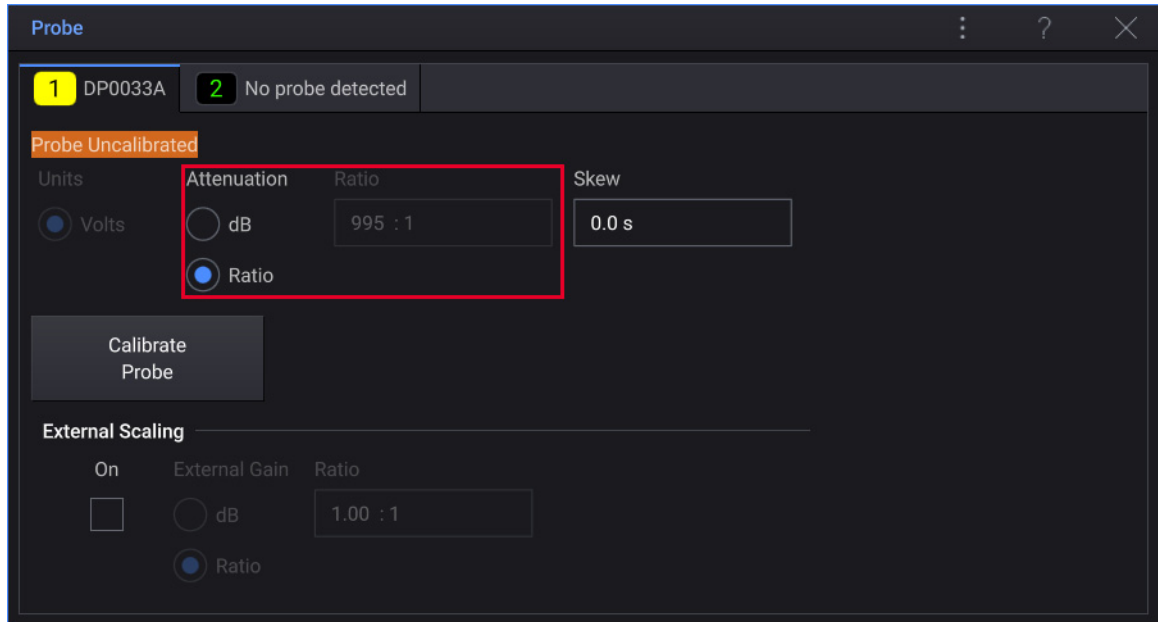 Probe
?
1 DP0033A 2 No probe detected
Probe Uncalibrated
Units Attenuation Ratio Skew
Volts dB 995 : 1 0.0 s
Ratio
Calibrate
Probe
External Scaling
On External Gain Ratio
dB 1.00 : 1
Ratio